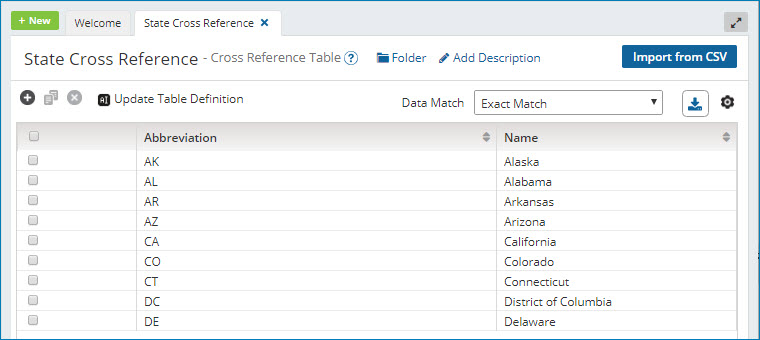 + New Welcome State Cross Reference ×
State Cross Reference - Cross Reference Table ? Folder Add Description Import from CSV
AI Update Table Definition Data Match Exact Match
Abbreviation Name
AK Alaska
AL Alabama
AR Arkansas
AZ Arizona
CA California
CO Colorado
CT Connecticut
DC District of Columbia
DE Delaware